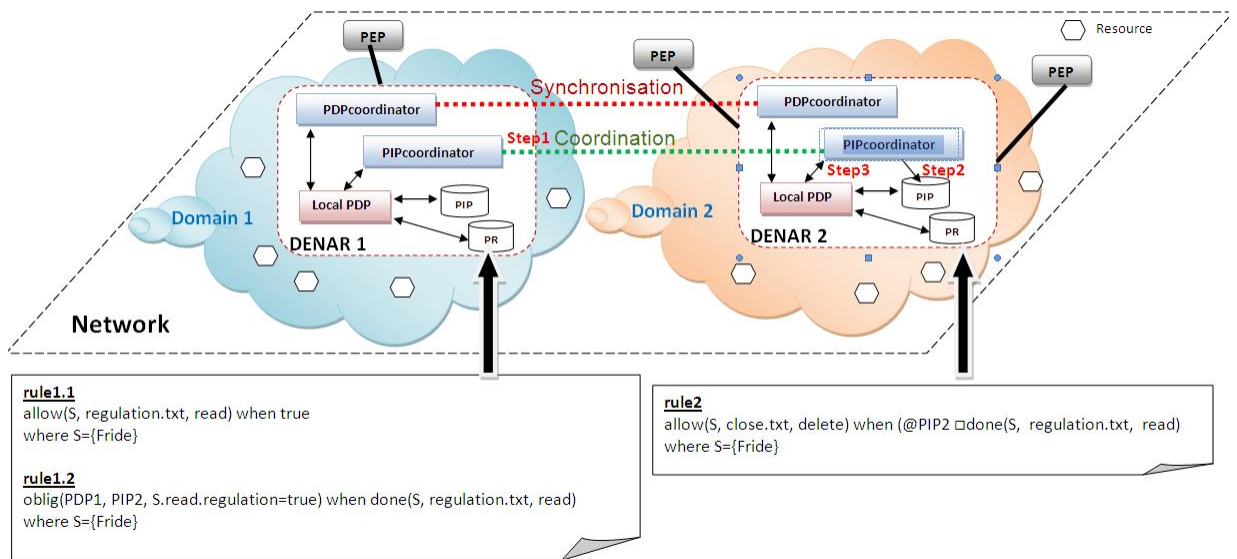 PEP
PEP
PEP
Resource
Synchronisation
PDPcoordinator
PDPcoordinator
Step1 Coordination
PIPcoordinator
PIPcoordinator
Step3
Step2
Local PDP
PIP
PR
Local PDP
PIP
PR
Domain 1
Domain 2
DENAR 1
DENAR 2
Network
rule1.1
allow(S, regulation.txt, read) when true
where S={Fride}
rule1.2
oblig(PDP1, PIP2, S.read.regulation=true) when done(S, regulation.txt, read)
where S={Fride}
rule2
allow(S, close.txt, delete) when (@PIP2 □done(S, regulation.txt, read)
where S={Fride}